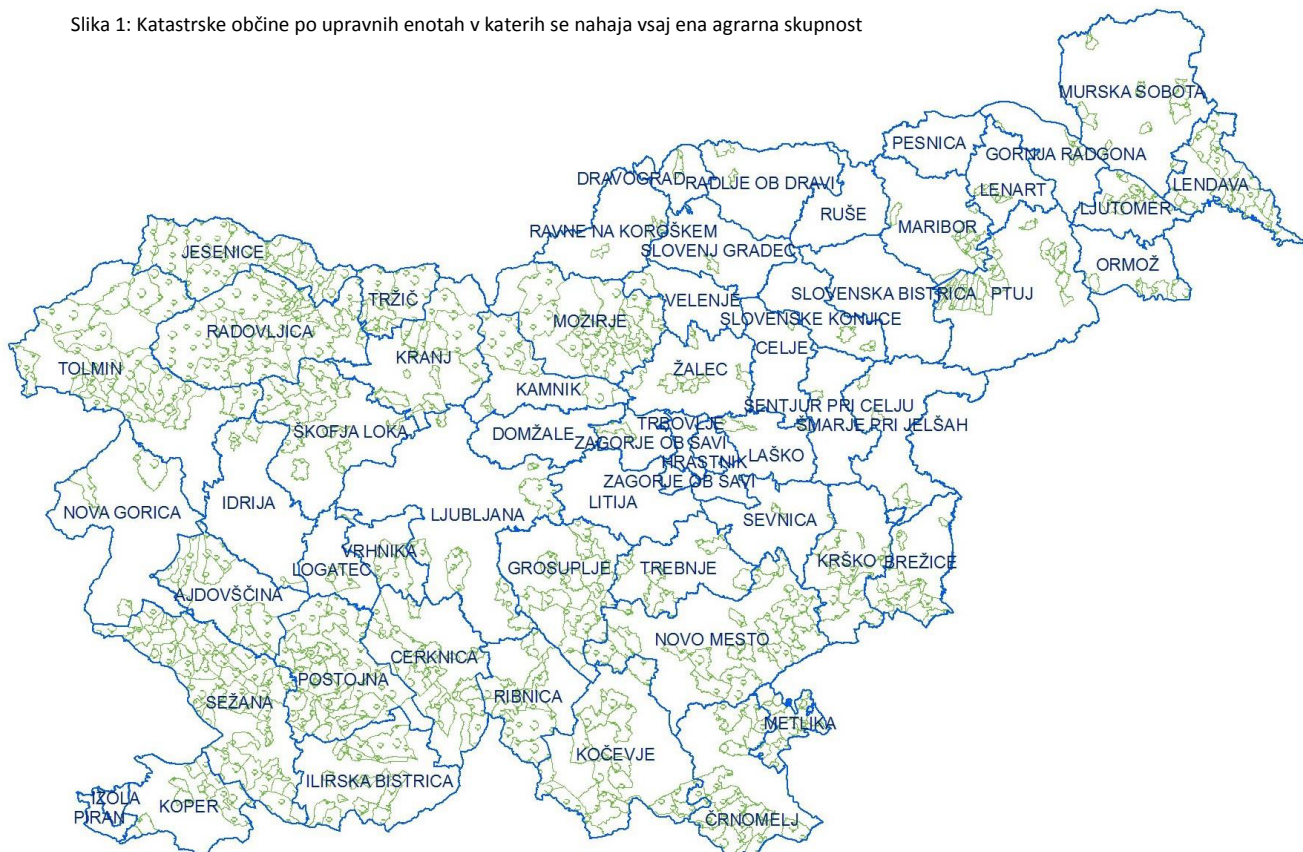 Slika 1: Katastrske občine po upravnih enotah v katerih se nahaja vsaj ena agrarna skupnost
MURSKA SOBOTA
PESNICA
GORNJA RADGONA
DRAVOGRAD
RADLJE OB DRAVI
LENART
LENDAVA
RUŠE
LJUTOMER
MARIBOR
RAVNE NA KOROŠKEM
SLOVENJ GRADEC
JESENICE
ORMOŽ
SLOVENSKA BISTRICA
PTUJ
TRŽIČ
VELENJE
MOZIRJE
SLOVENSKE KONJICE
RADOVLJICA
KRANJ
CELJE
TOLMIN
ŽALEC
KAMNIK
ŠENTJUR PRI CELJU
TRBOVLJE
ŠMARJE PRI JELŠAH
ŠKOFJA LOKA
DOMŽALE
ZAGORJE OB SAVI
LAŠKO
HRASTNIK
ZAGORJE OB SAVI
IDRIJA
LITIJA
NOVA GORICA
LJUBLJANA
SEVNICA
VRHNIKA
KRŠKO
BREŽICE
LOGATEC
GROSUPLJE
TREBNJE
AJDOVŠČINA
NOVO MESTO
CERKNICA
POSTOJNA
RIBNICA
SEŽANA
METLIKA
KOČEVJE
ILIRSKA BISTRICA
IZOLA
KOPER
PIRAN
ČRNOMELJ